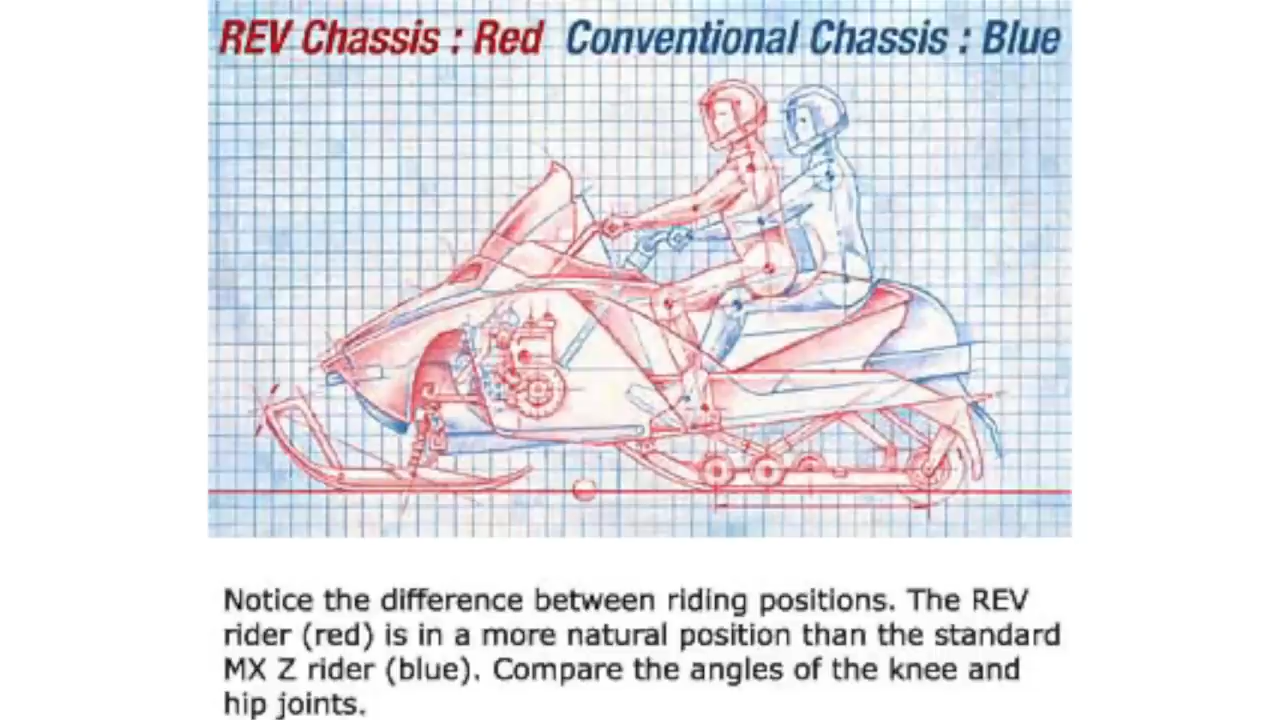 REV Chassis : Red Conventional Chassis : Blue
Notice the difference between riding positions. The REV
rider (red) is in a more natural position than the standard
MX Z rider (blue). Compare the angles of the knee and
hip joints.